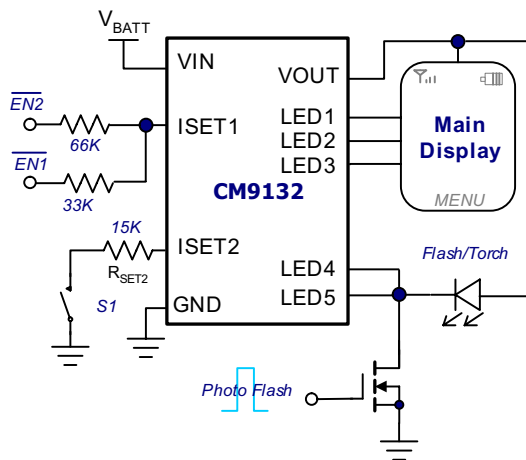 VBATT
VIN
VOUT
EN2
66K
ISET1
LED1
LED2
LED3
Main
Display
MENU
EN1
33K
CM9132
15K
RSET2
ISET2
S1
GND
LED4
LED5
Flash/Torch
Photo Flash